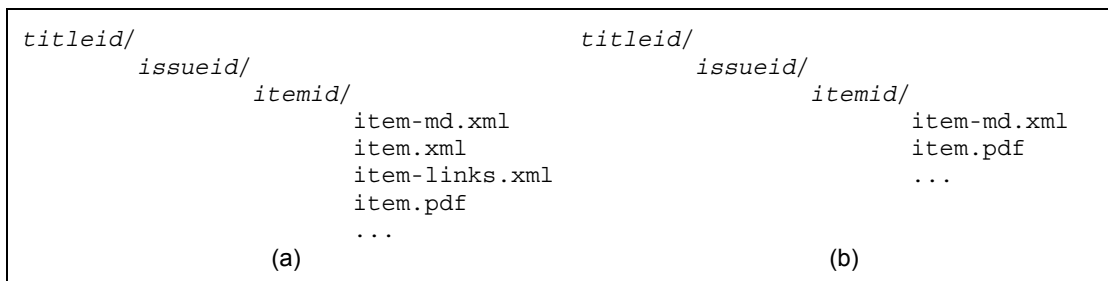 titleid/ titleid/
issueid/ issueid/
itemid/ itemid/
item-md.xml item-md.xml
item.xml item.pdf
item-links.xml ...
item.pdf
...
(a) (b)